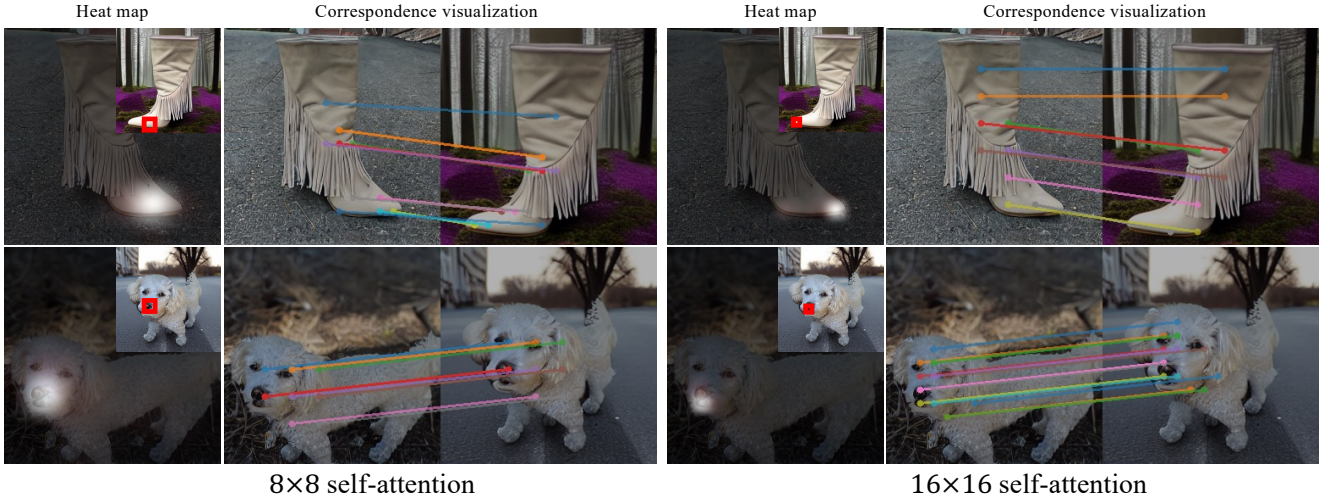 Heat map
Correspondence visualization
Heat map
Correspondence visualization
8×8 self-attention
16×16 self-attention